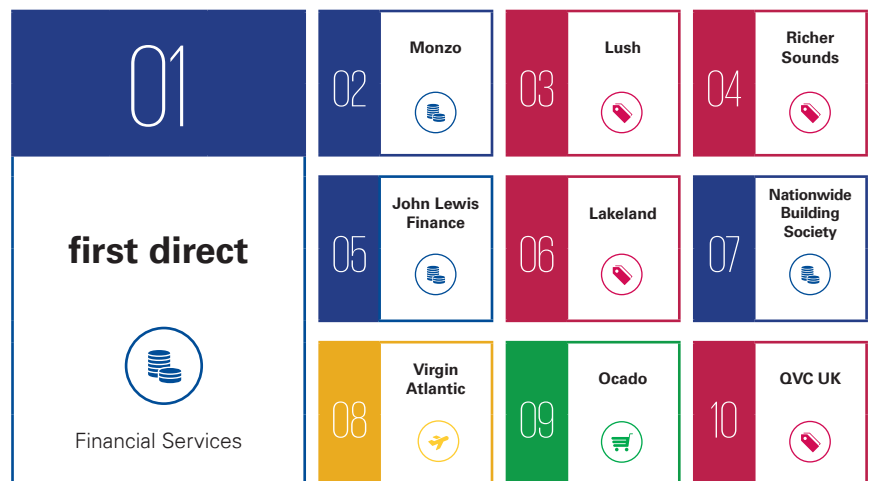 01
first direct
Financial Services
02
Monzo
03
Lush
04
Richer
Sounds
05
John Lewis
Finance
06
Lakeland
07
Nationwide
Building
Society
08
Virgin
Atlantic
09
Ocado
10
QVC UK